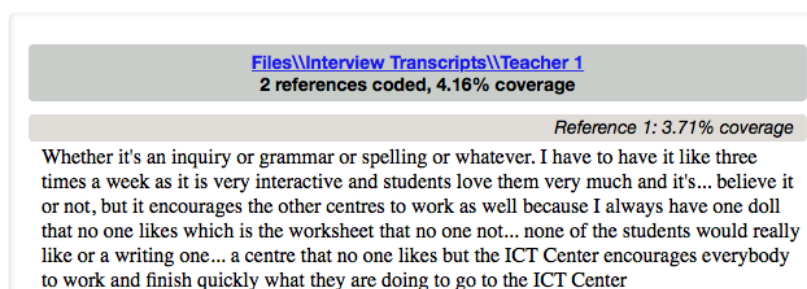 Files\\Interview Transcripts\\Teacher 1
2 references coded, 4.16% coverage
Reference 1: 3.71% coverage
Whether it's an inquiry or grammar or spelling or whatever. I have to have it like three
times a week as it is very interactive and students love them very much and it's... believe it
or not, but it encourages the other centres to work as well because I always have one doll
that no one likes which is the worksheet that no one not... none of the students would really
like or a writing one... a centre that no one likes but the ICT Center encourages everybody
to work and finish quickly what they are doing to go to the ICT Center